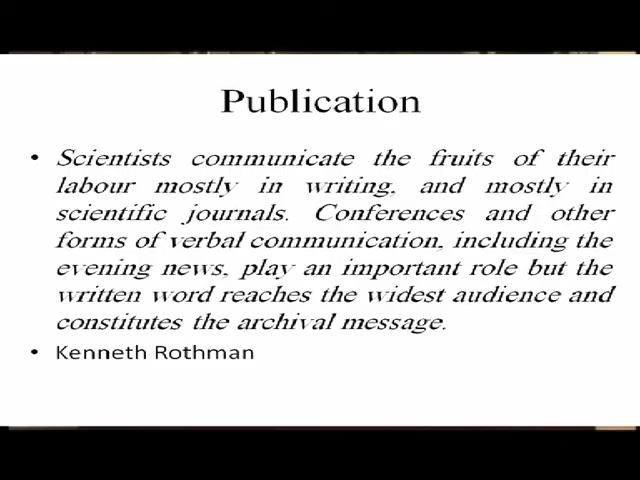 Publication
• Scientists communicate the fruits of their
labour mostly in writing, and mostly in
scientific journals. Conferences and other
forms of verbal communication, including the
evening news, play an important role but the
written word reaches the widest audience and
constitutes the archival message.
• Kenneth Rothman